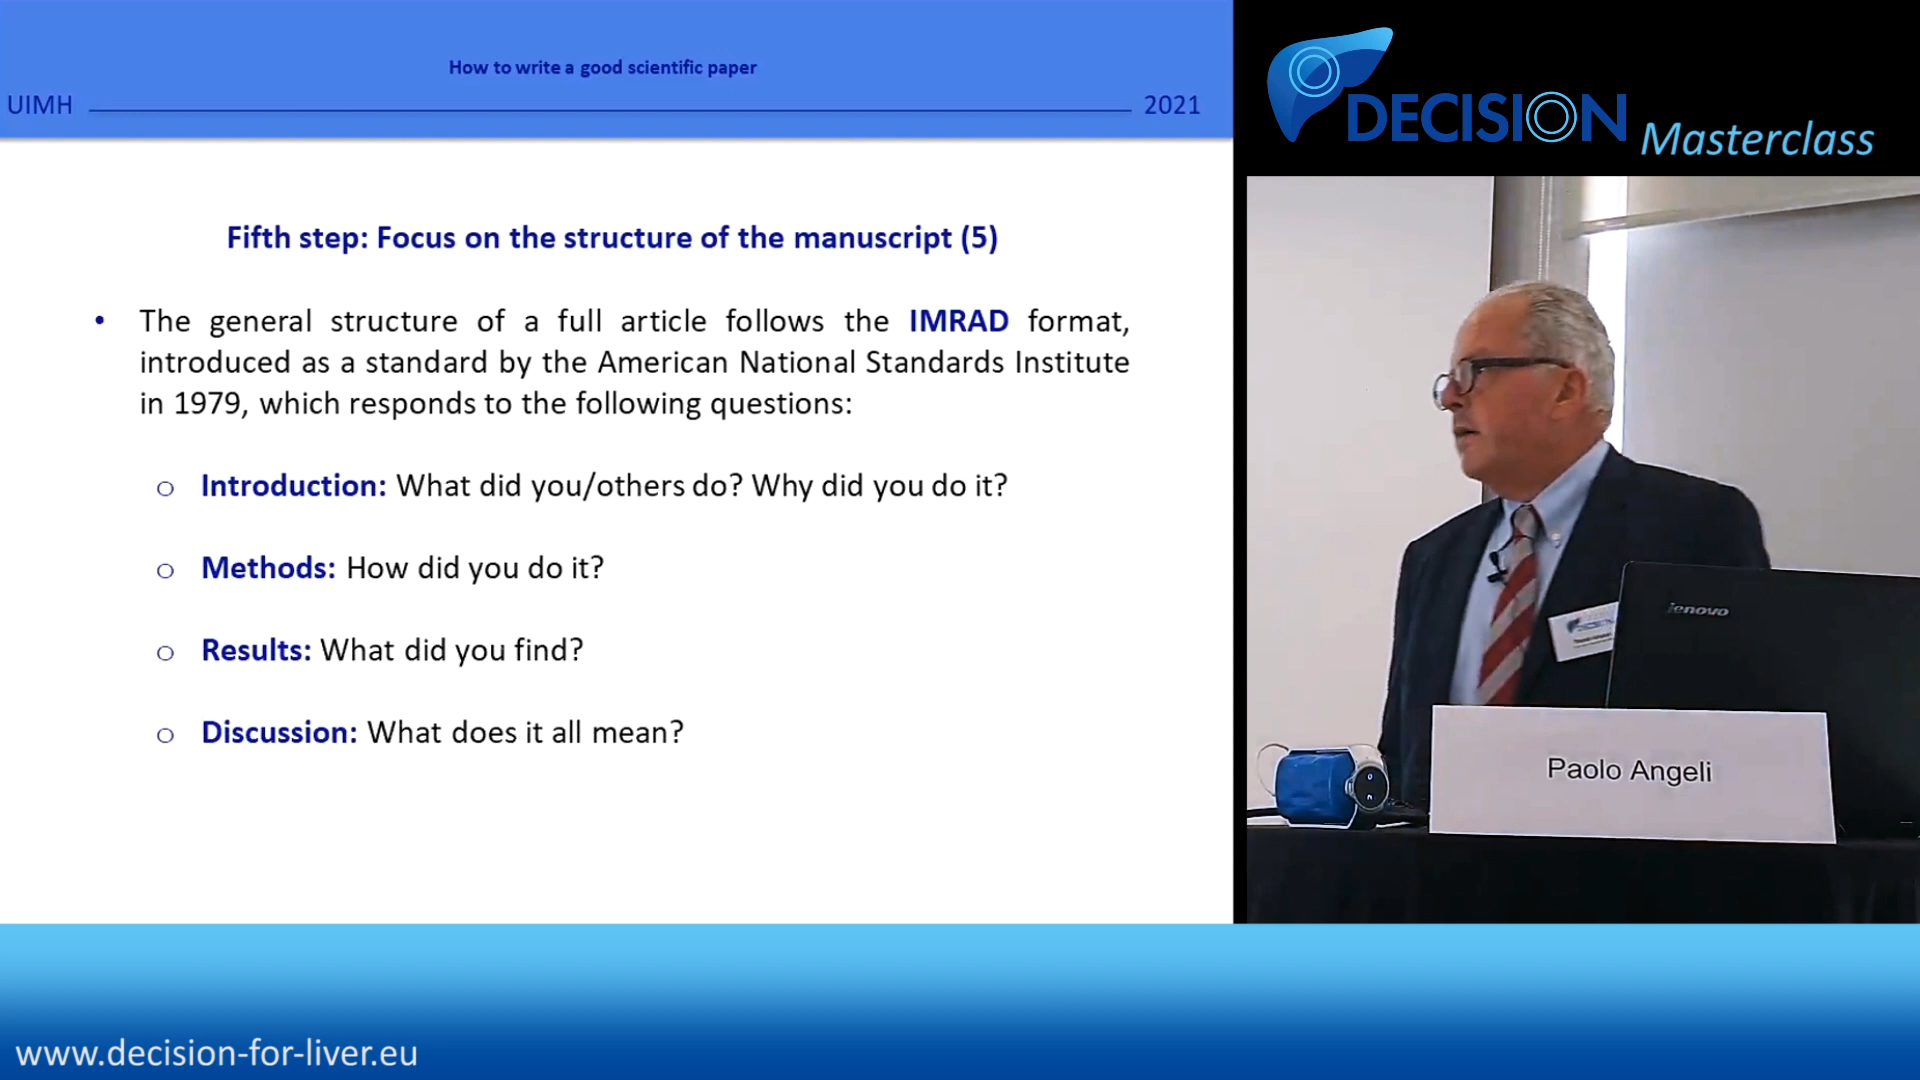 How to write a good scientific paper
UIMH
2021
Fifth step: Focus on the structure of the manuscript (5)
• The general structure of a full article follows the IMRAD format,
introduced as a standard by the American National Standards Institute
in 1979, which responds to the following questions:
o Introduction: What did you/others do? Why did you do it?
o Methods: How did you do it?
o Results: What did you find?
o Discussion: What does it all mean?
DECISION
Masterclass
lenovo
DECISION
Paolo Angeli
www.decision-for-liver.eu